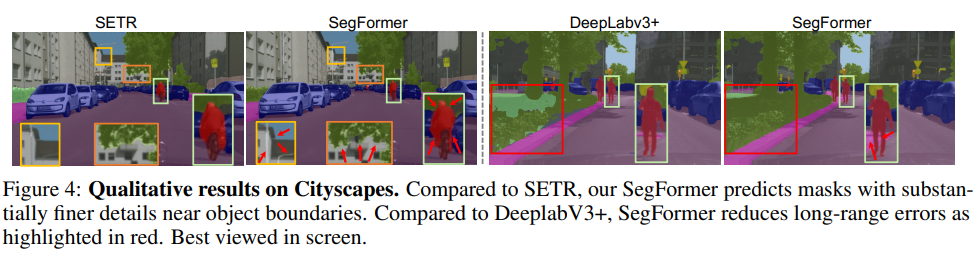 SETR
SegFormer
DeepLabv3+
SegFormer
Figure 4: Qualitative results on Cityscapes. Compared to SETR, our SegFormer predicts masks with substan-
tially finer details near object boundaries. Compared to DeeplabV3+, SegFormer reduces long-range errors as
highlighted in red. Best viewed in screen.